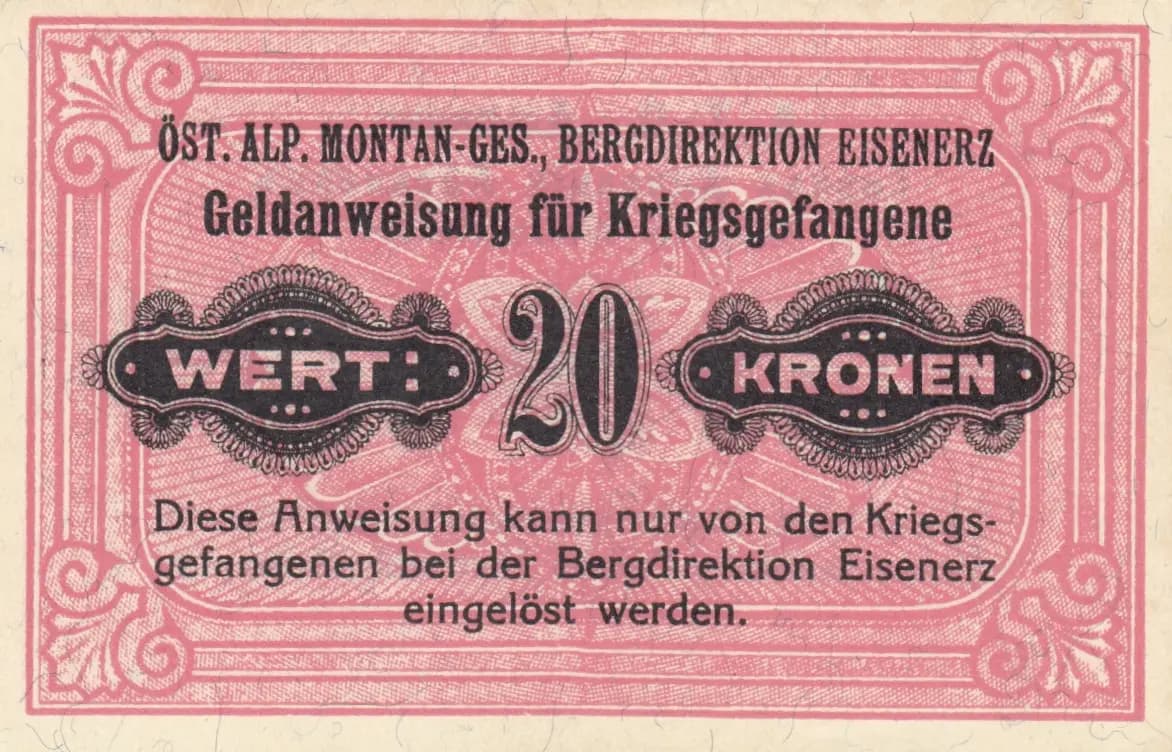 ÖST. ALP. MONTAN-GES., BERGDIREKTION EISENERZ
Geldanweisung für Kriegsgefangene
WERT: 20 KRONEN
Diese Anweisung kann nur von den Kriegs-
gefangenen bei der Bergdirektion Eisenerz
eingelöst werden.